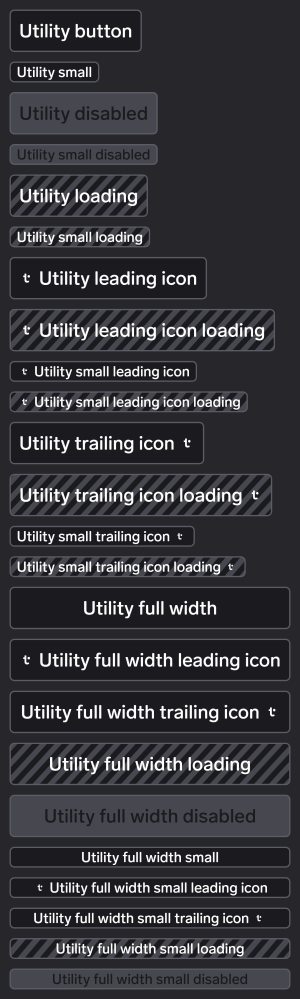 Utility button
Utility small
Utility disabled
Utility small disabled
Utility loading
Utility small loading
Utility leading icon
Utility leading icon loading
Utility small leading icon
Utility small leading icon loading
Utility trailing icon
Utility trailing icon loading
Utility small trailing icon
Utility small trailing icon loading
Utility full width
Utility full width leading icon
Utility full width trailing icon
Utility full width loading
Utility full width disabled
Utility full width small
Utility full width small leading icon
Utility full width small trailing icon
Utility full width small loading
Utility full width small disabled